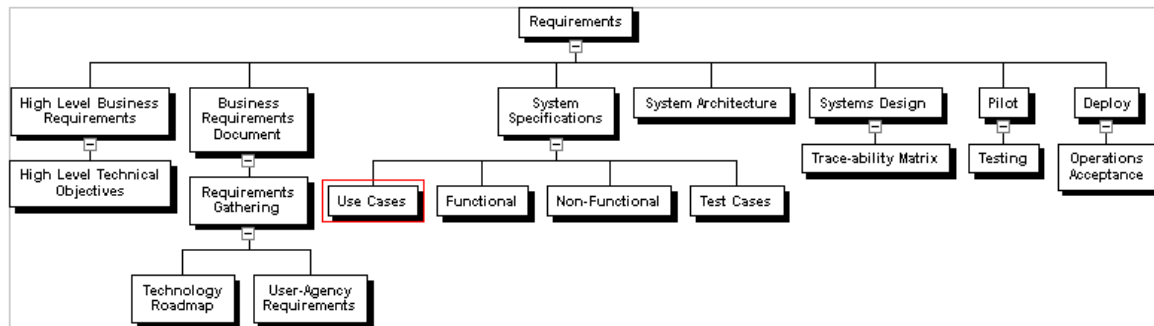 Requirements
High Level Business
Requirements
Business
Requirements
Document
System
Specifications
System Architecture
Systems Design
Pilot
Deploy
High Level Technical
Objectives
Requirements
Gathering
Use Cases
Functional
Non-Functional
Test Cases
Trace-ability Matrix
Testing
Operations
Acceptance
Technology
Roadmap
User-Agency
Requirements